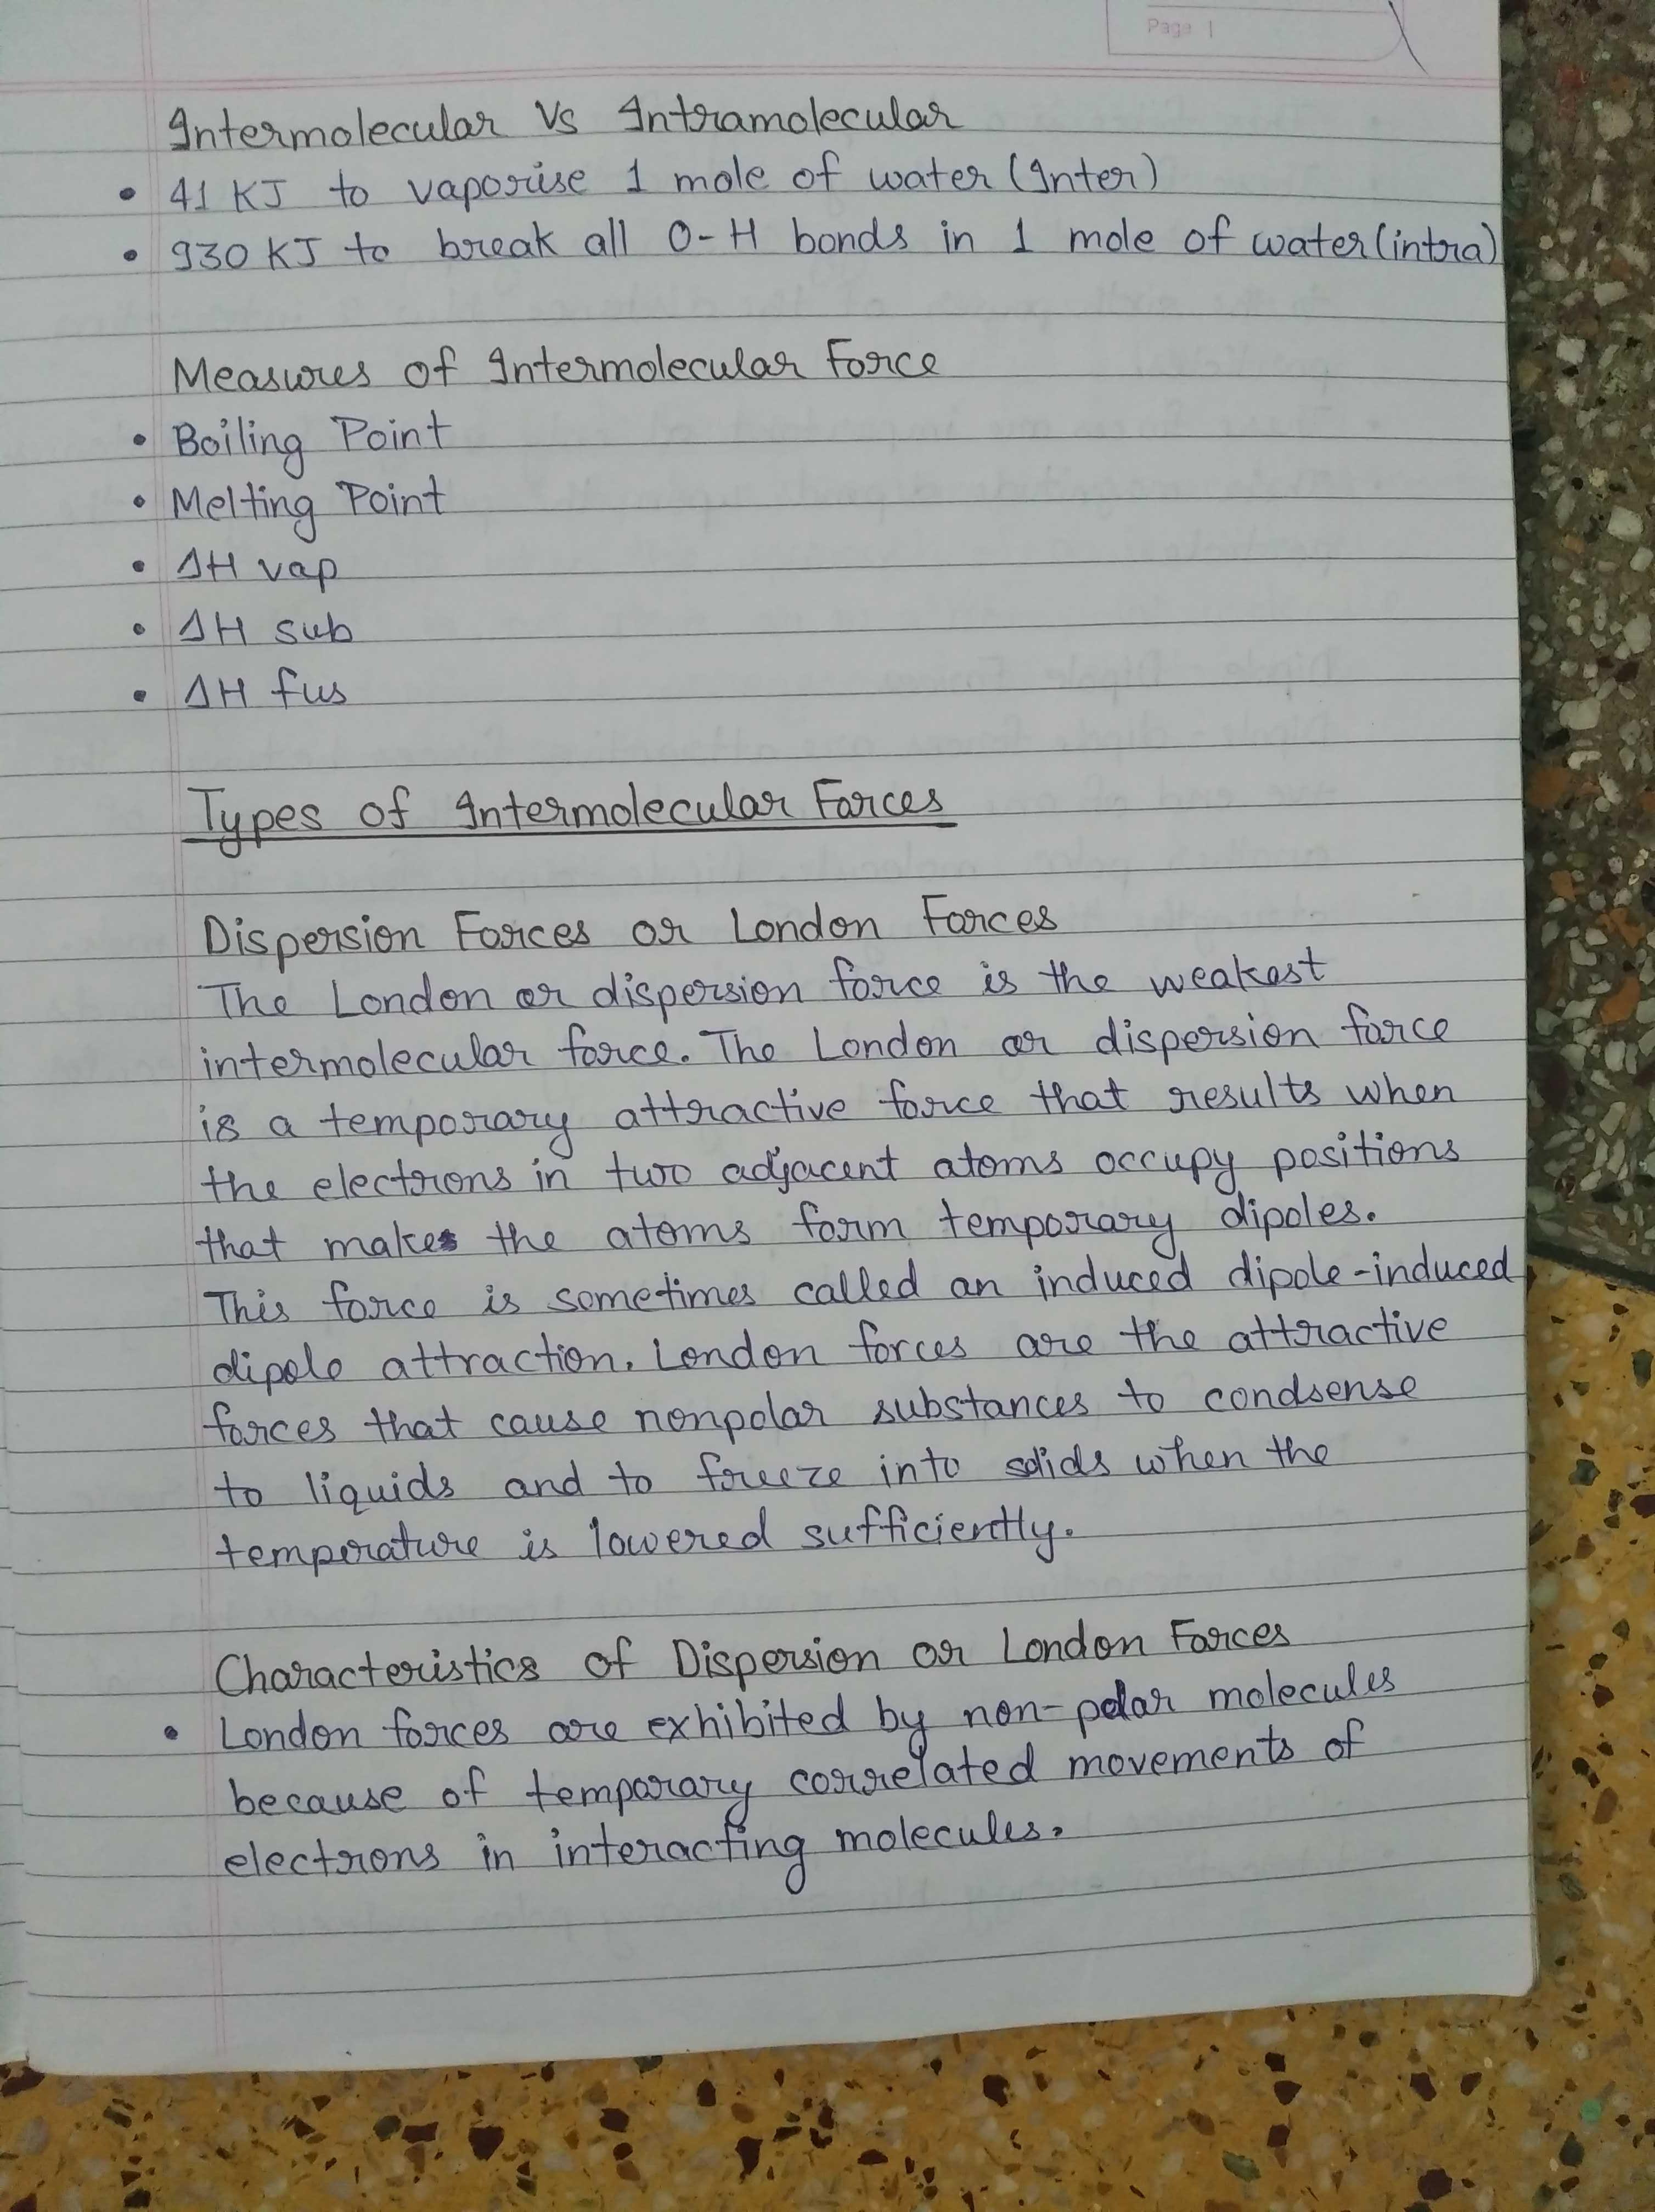 Page 1
Intermolecular Vs Intramolecular
• 41 KJ to vaporise 1 mole of water (Inter)
• 930 KJ to break all O-H bonds in 1 mole of water (intra)
Measures of Intermolecular Force
• Boiling Point
• Melting Point
• ΔH vap
• ΔH sub
• ΔH fus
Types of Intermolecular Forces
Dispersion Forces or London Forces
The London or dispersion force is the weakest
intermolecular force. The London or dispersion force
is a temporary attractive force that results when
the electrons in two adjacent atoms occupy positions
that makes the atoms form temporary dipoles.
This force is sometimes called an induced dipole-induced
dipole attraction. London forces are the attractive
forces that cause nonpolar substances to condsense
to liquids and to freeze into solids when the
temperature is lowered sufficiently.
Characteristics of Dispersion or London Forces
• London forces are exhibited by non-polar molecules
because of temparary correlated movements of
electrons in interacting molecules.